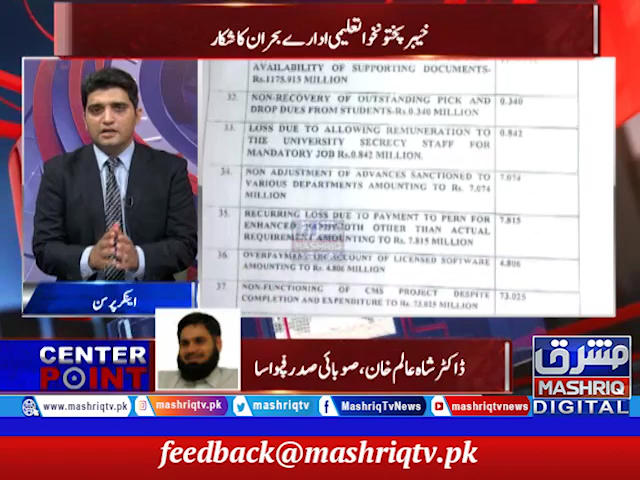 خیبر پختونخوا تعلیمی ادارے بحران کا شکار
AVAILABILITY OF SUPPORTING DOCUMENTS-
Rs.1175.915 MILLION
32. NON-RECOVERY OF OUTSTANDING PICK AND 0.340
DROP DUES FROM STUDENTS-Rs.0.340 MILLION
33. LOSS DUE TO ALLOWING REMUNERATION TO 0.842
THE UNIVERSITY SECRECY STAFF FOR
MANDATORY JOB Rs.0.842 MILLION.
34. NON ADJUSTMENT OF ADVANCES SANCTIONED TO 7.074
VARIOUS DEPARTMENTS AMOUNTING TO Rs. 7.074
MILLION
35. RECURRING LOSS DUE TO PAYMENT TO PERN FOR 7.815
ENHANCED OTHER THAN ACTUAL
REQUIREMENT AMOUNTING TO Rs. 7.815 MILLION
36. OVERPAYMENT ACCOUNT OF LICENSED SOFTWARE 4.806
AMOUNTING TO Rs. 4.806 MILLION
37. NON-FUNCTIONING OF CMS PROJECT DESPITE 73.025
COMPLETION AND EXPENDITURE TO Rs. 73.025 MILLION
اینکر پرسن
CENTER
POINT
ڈاکٹر شاہ عالم خان، صوبائی صدر فپواسا
مشرق
MASHRIQ
DIGITAL
www.mashriqtv.pk mashriqtv.pk mashriqtv.pk MashriqTvNews mashriqtvnews
feedback@mashriqtv.pk